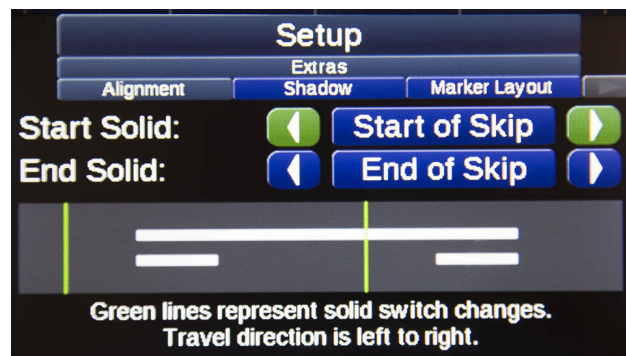 Setup
Extras
Alignment Shadow Marker Layout
Start Solid: Start of Skip
End Solid: End of Skip
Green lines represent solid switch changes.
Travel direction is left to right.